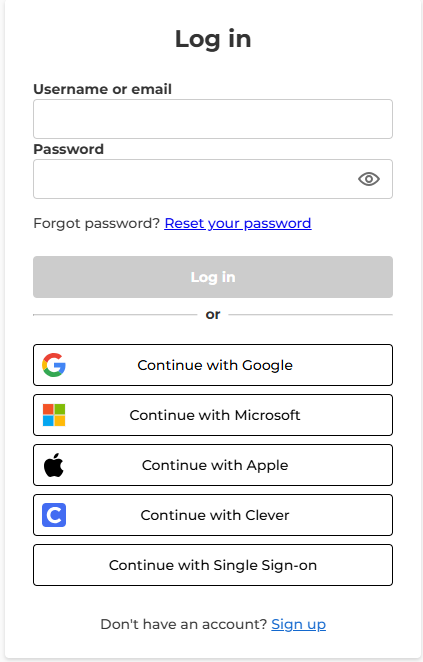 Log in
Username or email
Password
Forgot password? Reset your password
Log in
or
Continue with Google
Continue with Microsoft
Continue with Apple
Continue with Clever
Continue with Single Sign-on
Don't have an account? Sign up